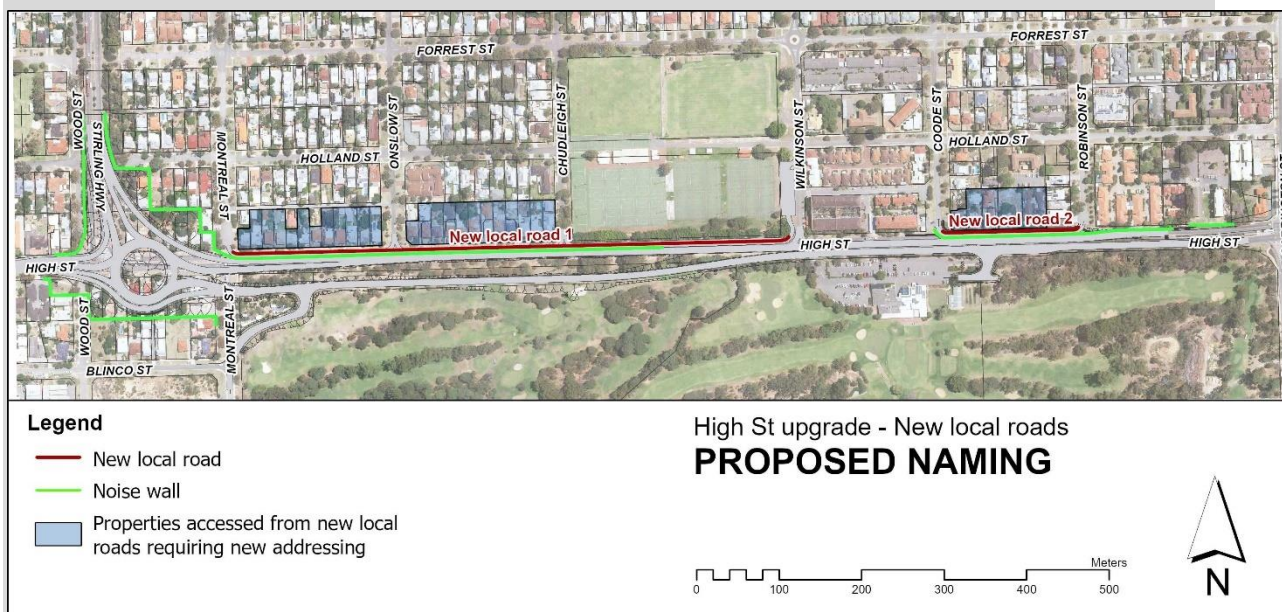 FORREST ST
FORREST ST
WOOD ST
STIRLING HWY
MONTREAL ST
HOLLAND ST
ONSLOW ST
CHUDLEIGH ST
WILKINSON ST
COODE ST
HOLLAND ST
ROBINSON ST
New local road 1
New local road 2
HIGH ST
HIGH ST
HIGH ST
WOOD ST
MONTREAL ST
BLINCO ST
Legend
New local road
Noise wall
Properties accessed from new local
roads requiring new addressing
High St upgrade - New local roads
PROPOSED NAMING
Meters
0 100 200 300 400 500
N